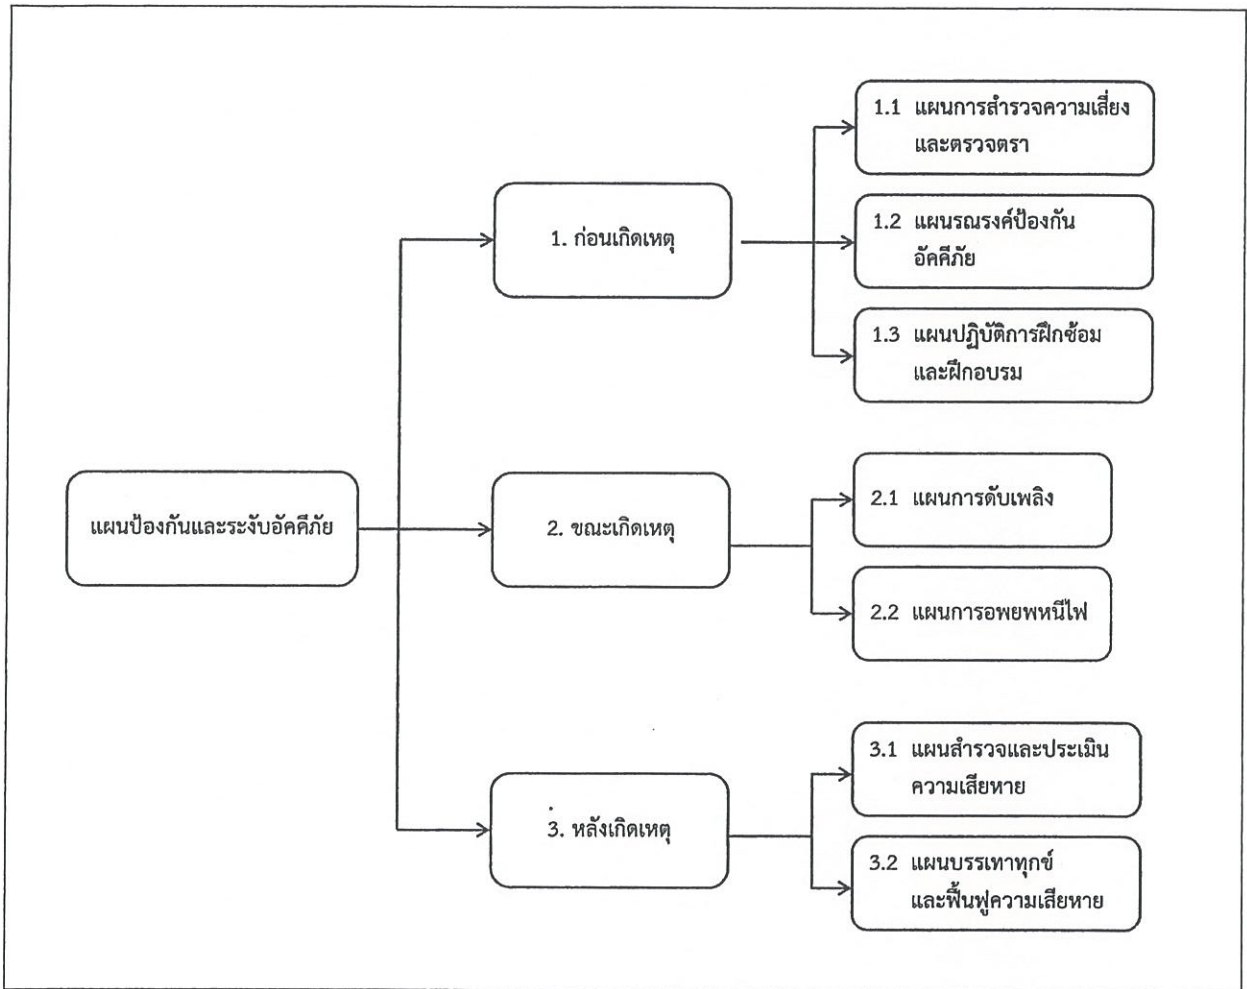 แผนป้องกันและระงับอัคคีภัย
1. ก่อนเกิดเหตุ
1.1 แผนการสำรวจความเสี่ยง
และตรวจตรา
1.2 แผนรณรงค์ป้องกัน
อัคคีภัย
1.3 แผนปฏิบัติการฝึกซ้อม
และฝึกอบรม
2. ขณะเกิดเหตุ
2.1 แผนการดับเพลิง
2.2 แผนการอพยพหนีไฟ
3. หลังเกิดเหตุ
3.1 แผนสำรวจและประเมิน
ความเสียหาย
3.2 แผนบรรเทาทุกข์
และฟื้นฟูความเสียหาย